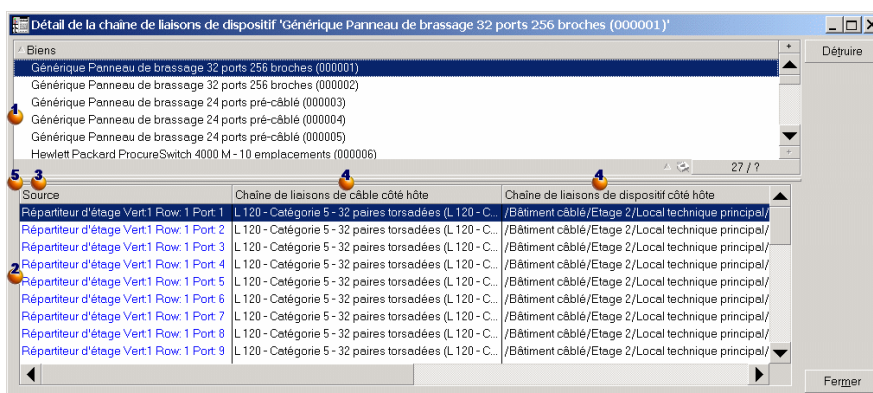 Détail de la chaîne de liaisons de dispositif 'Générique Panneau de brassage 32 ports 256 broches (000001)'
Biens
Détruire
Générique Panneau de brassage 32 ports 256 broches (000001)
Générique Panneau de brassage 32 ports 256 broches (000002)
Générique Panneau de brassage 24 ports pré-câblé (000003)
1
Générique Panneau de brassage 24 ports pré-câblé (000004)
Générique Panneau de brassage 24 ports pré-câblé (000005)
Hewlett Packard ProcureSwitch 4000 M - 10 emplacements (000006)
27 / ?
5 3 4 4
Source Chaîne de liaisons de câble côté hôte Chaîne de liaisons de dispositif côté hôte
Répartiteur d'étage Vert:1 Row: 1 Port: 1 L 120 - Catégorie 5 - 32 paires torsadées (L 120 - C... /Bâtiment câblé/Etage 2/Local technique principal/
Répartiteur d'étage Vert:1 Row: 1 Port: 2 L 120 - Catégorie 5 - 32 paires torsadées (L 120 - C... /Bâtiment câblé/Etage 2/Local technique principal/
Répartiteur d'étage Vert:1 Row: 1 Port: 3 L 120 - Catégorie 5 - 32 paires torsadées (L 120 - C... /Bâtiment câblé/Etage 2/Local technique principal/
2
Répartiteur d'étage Vert:1 Row: 1 Port: 4 L 120 - Catégorie 5 - 32 paires torsadées (L 120 - C... /Bâtiment câblé/Etage 2/Local technique principal/
Répartiteur d'étage Vert:1 Row: 1 Port: 5 L 120 - Catégorie 5 - 32 paires torsadées (L 120 - C... /Bâtiment câblé/Etage 2/Local technique principal/
Répartiteur d'étage Vert:1 Row: 1 Port: 6 L 120 - Catégorie 5 - 32 paires torsadées (L 120 - C... /Bâtiment câblé/Etage 2/Local technique principal/
Répartiteur d'étage Vert:1 Row: 1 Port: 7 L 120 - Catégorie 5 - 32 paires torsadées (L 120 - C... /Bâtiment câblé/Etage 2/Local technique principal/
Répartiteur d'étage Vert:1 Row: 1 Port: 8 L 120 - Catégorie 5 - 32 paires torsadées (L 120 - C... /Bâtiment câblé/Etage 2/Local technique principal/
Répartiteur d'étage Vert:1 Row: 1 Port: 9 L 120 - Catégorie 5 - 32 paires torsadées (L 120 - C... /Bâtiment câblé/Etage 2/Local technique principal/
Fermer